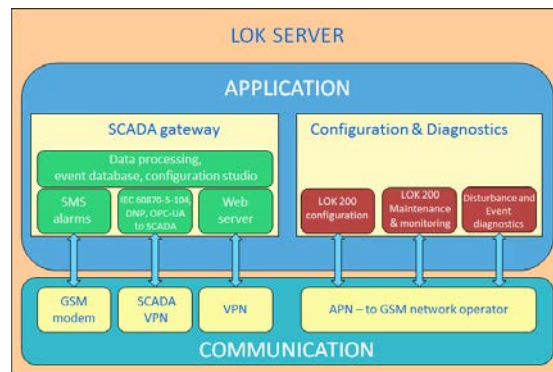 LOK SERVER
APPLICATION
SCADA gateway
Data processing,
event database, configuration studio
SMS
alarms
IEC 60870-5-104,
DNP, OPC-UA
to SCADA
Web
server
Configuration & Diagnostics
LOK 200
configuration
LOK 200
Maintenance
& monitoring
Disturbance and
Event
diagnostics
GSM
modem
SCADA
VPN
VPN
APN – to GSM network operator
COMMUNICATION